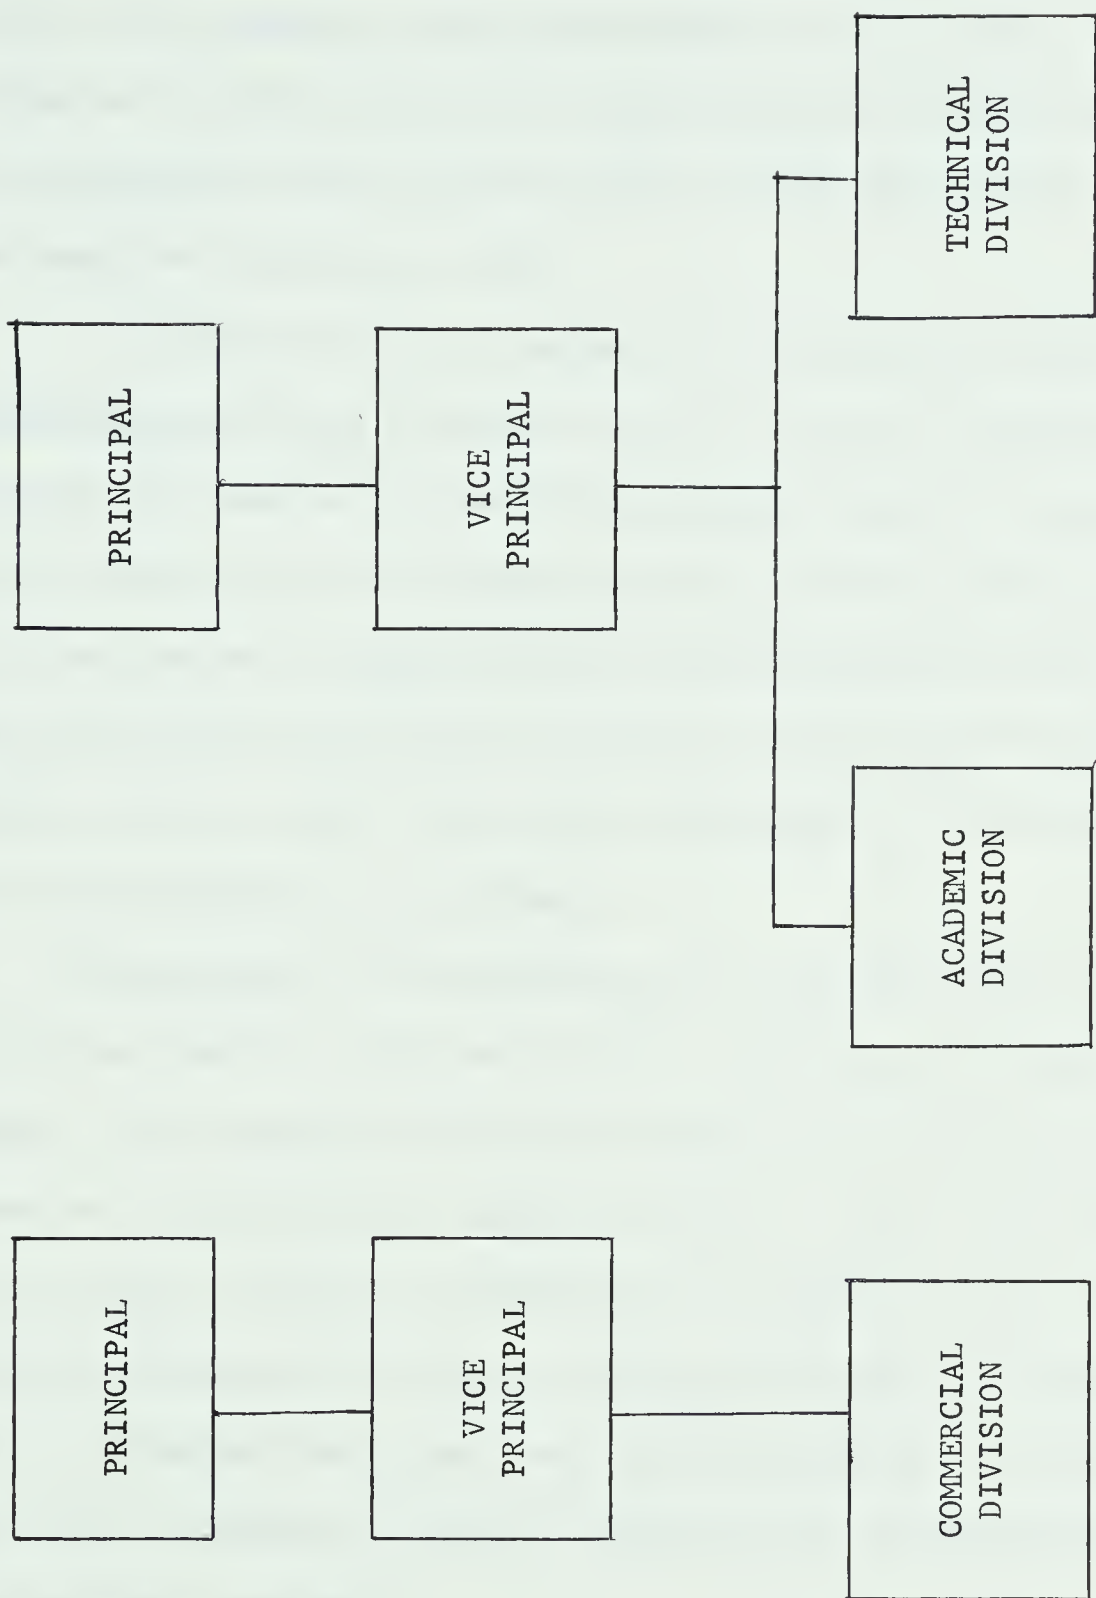 PRINCIPAL
PRINCIPAL
VICE
PRINCIPAL
VICE
PRINCIPAL
COMMERCIAL
DIVISION
ACADEMIC
DIVISION
TECHNICAL
DIVISION